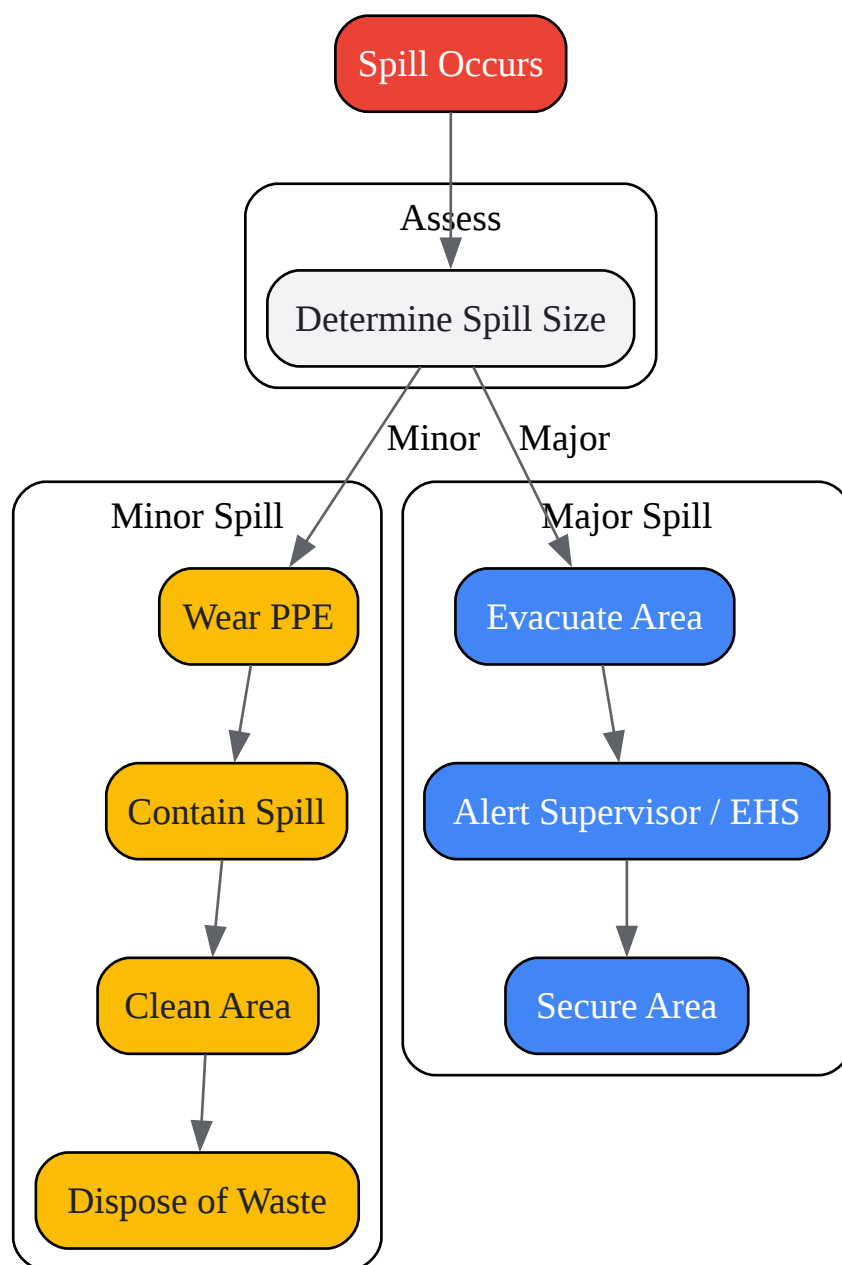 Spill Occurs
Assess
Determine Spill Size
Minor
Major
Minor Spill
Wear PPE
Contain Spill
Clean Area
Dispose of Waste
Major Spill
Evacuate Area
Alert Supervisor / EHS
Secure Area